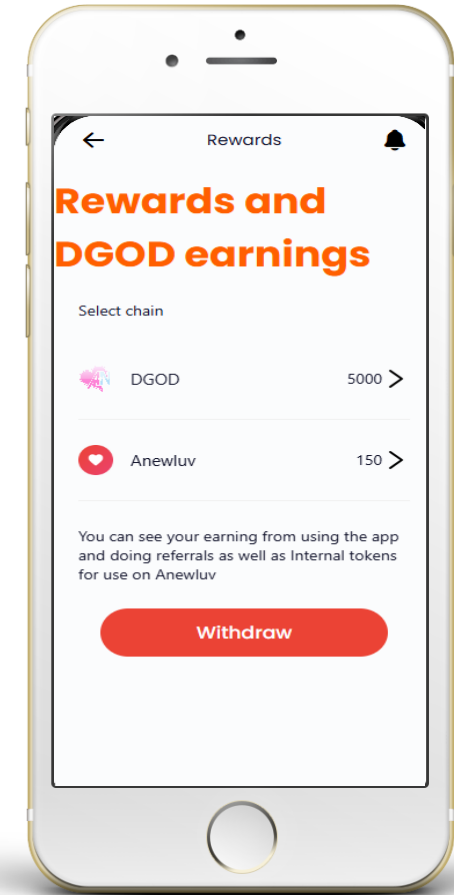 Rewards
Rewards and
DGOD earnings
Select chain
DGOD 5000
Anewluv 150
You can see your earning from using the app
and doing referrals as well as Internal tokens
for use on Anewluv
Withdraw